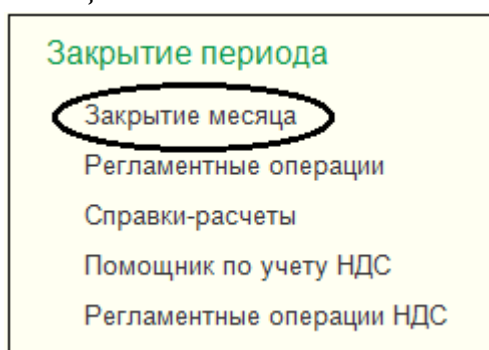 Закрытие периода
Закрытие месяца
Регламентные операции
Справки-расчеты
Помощник по учету НДС
Регламентные операции НДС